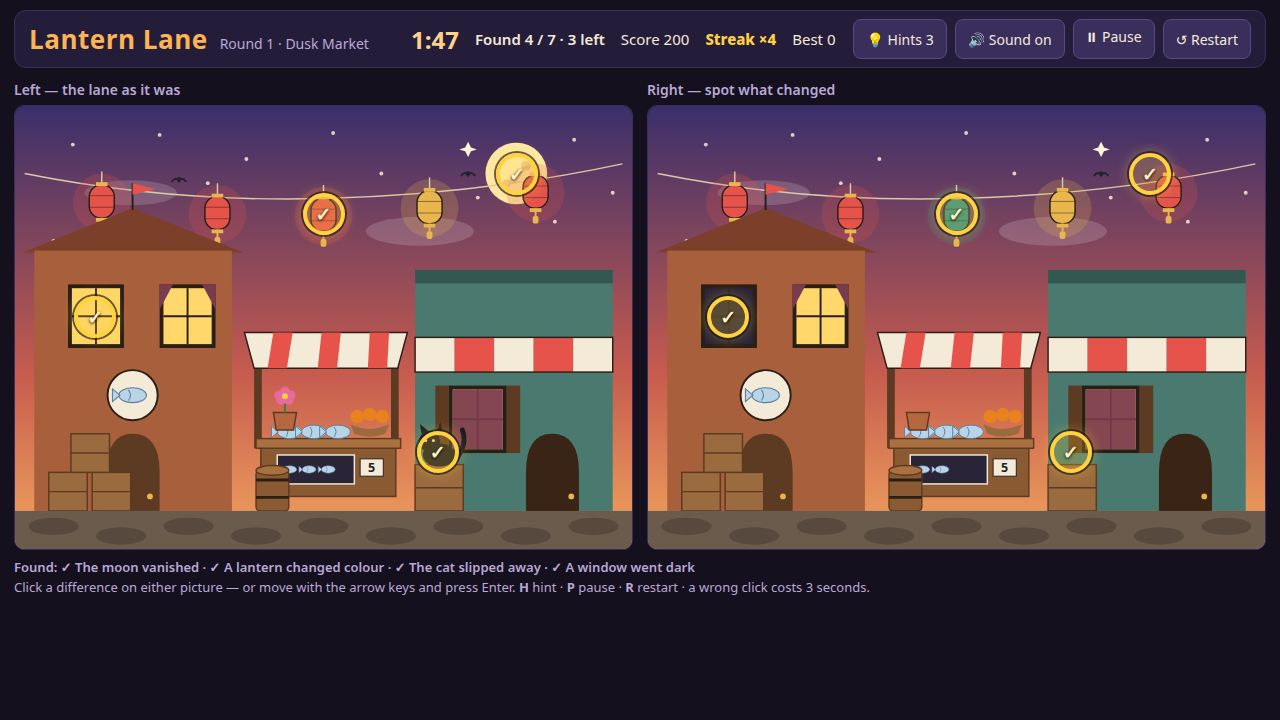 Lantern Lane Round 1 · Dusk Market 1:47 Found 4 / 7 · 3 left Score 200 Streak ×4 Best 0 💡 Hints 3 🔊 Sound on ⏸ Pause ↺ Restart
Left — the lane as it was
Right — spot what changed
5
5
Found: ✓ The moon vanished · ✓ A lantern changed colour · ✓ The cat slipped away · ✓ A window went dark
Click a difference on either picture — or move with the arrow keys and press Enter. H hint · P pause · R restart · a wrong click costs 3 seconds.